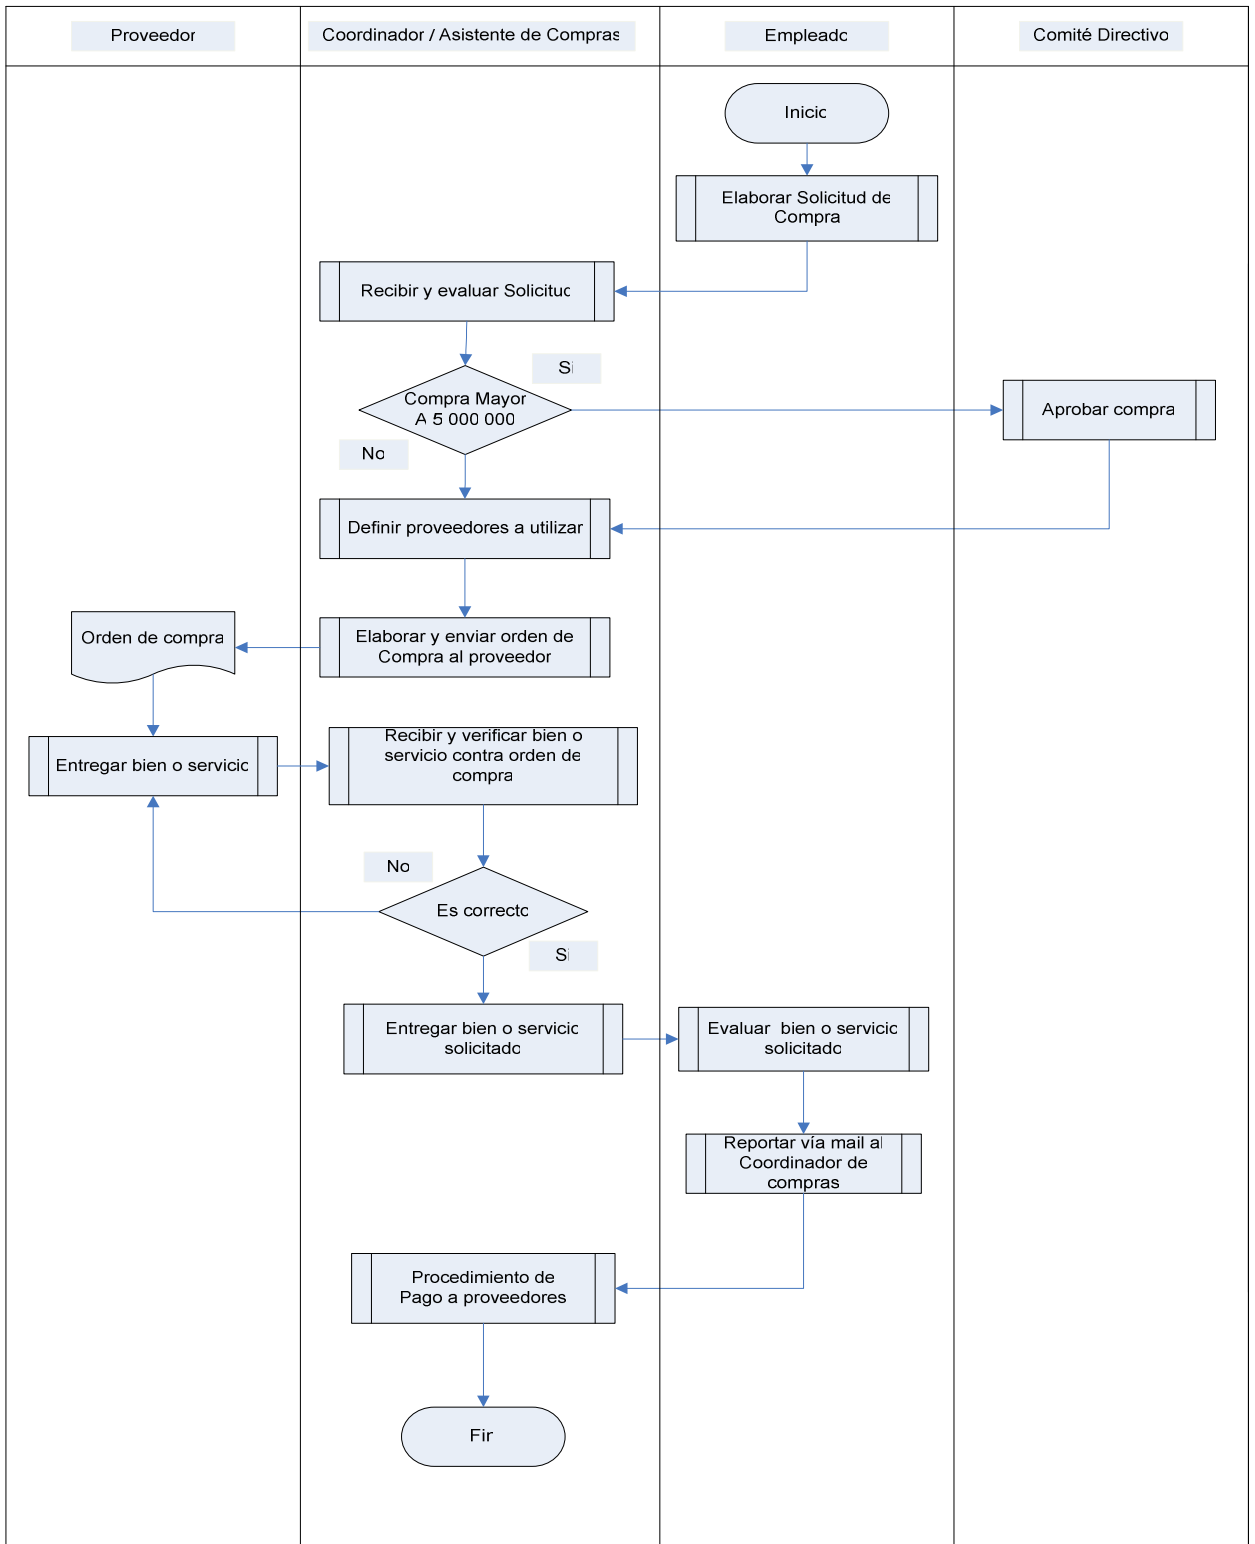 Proveedor
Coordinador / Asistente de Compras
Empleado
Comité Directivo
Inicio
Elaborar Solicitud de
Compra
Recibir y evaluar Solicitud
Si
Compra Mayor
A 5 000 000
Aprobar compra
No
Definir proveedores a utilizar
Orden de compra
Elaborar y enviar orden de
Compra al proveedor
Recibir y verificar bien o
servicio contra orden de
compra
Entregar bien o servicio
No
Es correcto
Si
Entregar bien o servicio
solicitado
Evaluar bien o servicio
solicitado
Reportar vía mail al
Coordinador de
compras
Procedimiento de
Pago a proveedores
Fin